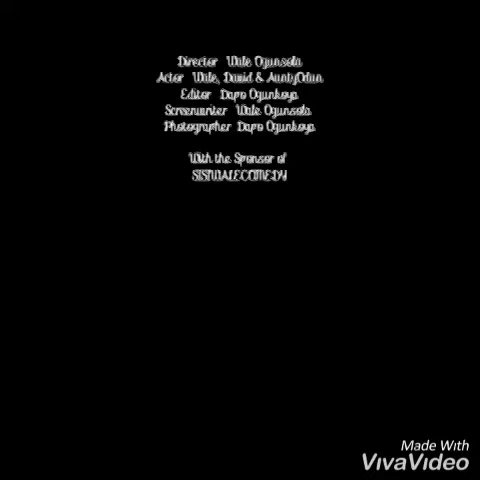 Director Wale Ogunsola
Actor Wale, David & AuntyOdun
Editor Dapo Ogunkoya
Screenwriter Wale Ogunsola
Photographer Dapo Ogunkoya
With the Sponsor of
SISIWALECOMEDY
Made With
VivaVideo